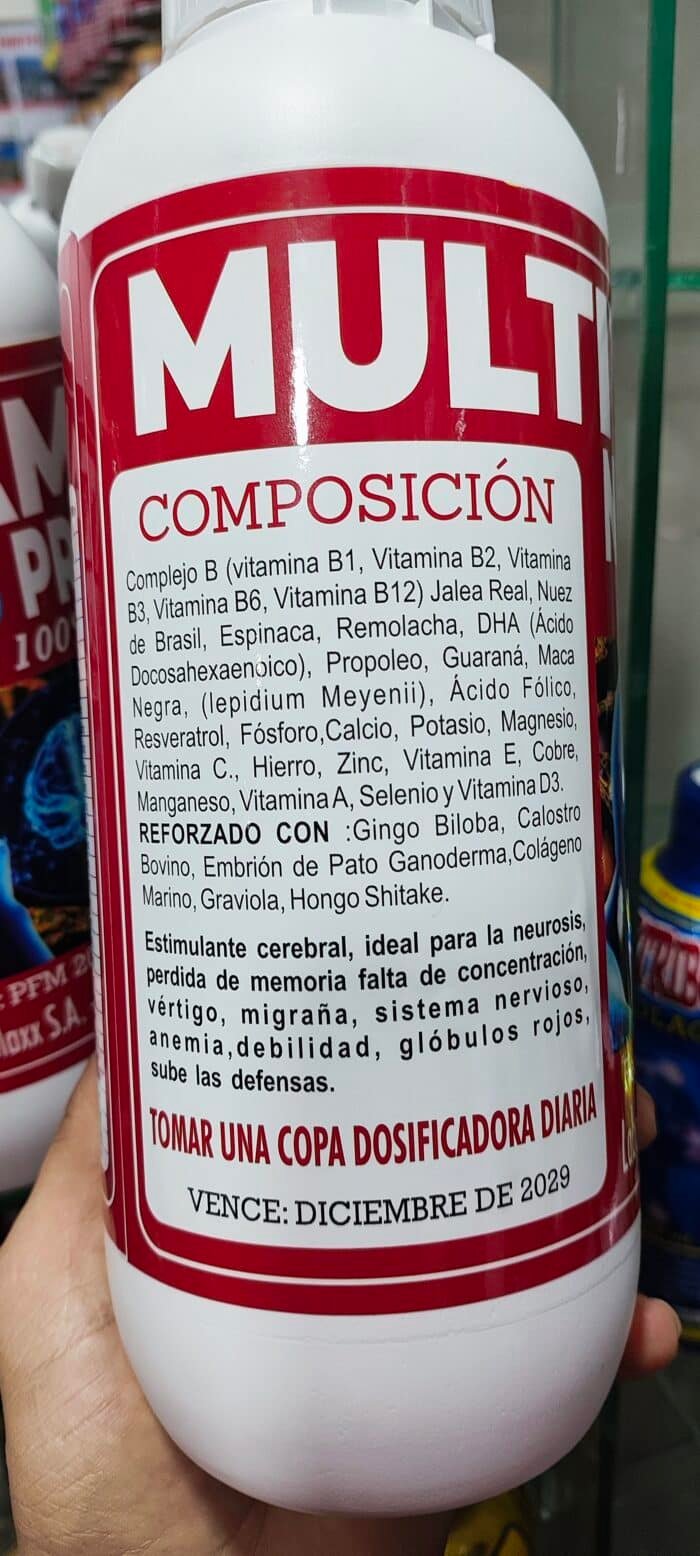 MULTI
COMPOSICIÓN
Complejo B (vitamina B1, Vitamina B2, Vitamina
B3, Vitamina B6, Vitamina B12) Jalea Real, Nuez
de Brasil, Espinaca, Remolacha, DHA (Ácido
Docosahexaenoico), Propoleo, Guaraná, Maca
Negra, (lepidium Meyenii), Ácido Fólico,
Resveratrol, Fósforo,Calcio, Potasio, Magnesio,
Vitamina C., Hierro, Zinc, Vitamina E, Cobre,
Manganeso, Vitamina A, Selenio y Vitamina D3.
REFORZADO CON :Gingo Biloba, Calostro
Bovino, Embrión de Pato Ganoderma,Colágeno
Marino, Graviola, Hongo Shitake.
Estimulante cerebral, ideal para la neurosis,
perdida de memoria falta de concentración,
vértigo, migraña, sistema nervioso,
anemia,debilidad, glóbulos rojos,
sube las defensas.
TOMAR UNA COPA DOSIFICADORA DIARIA
VENCE: DICIEMBRE DE 2029
PFM
S.A.